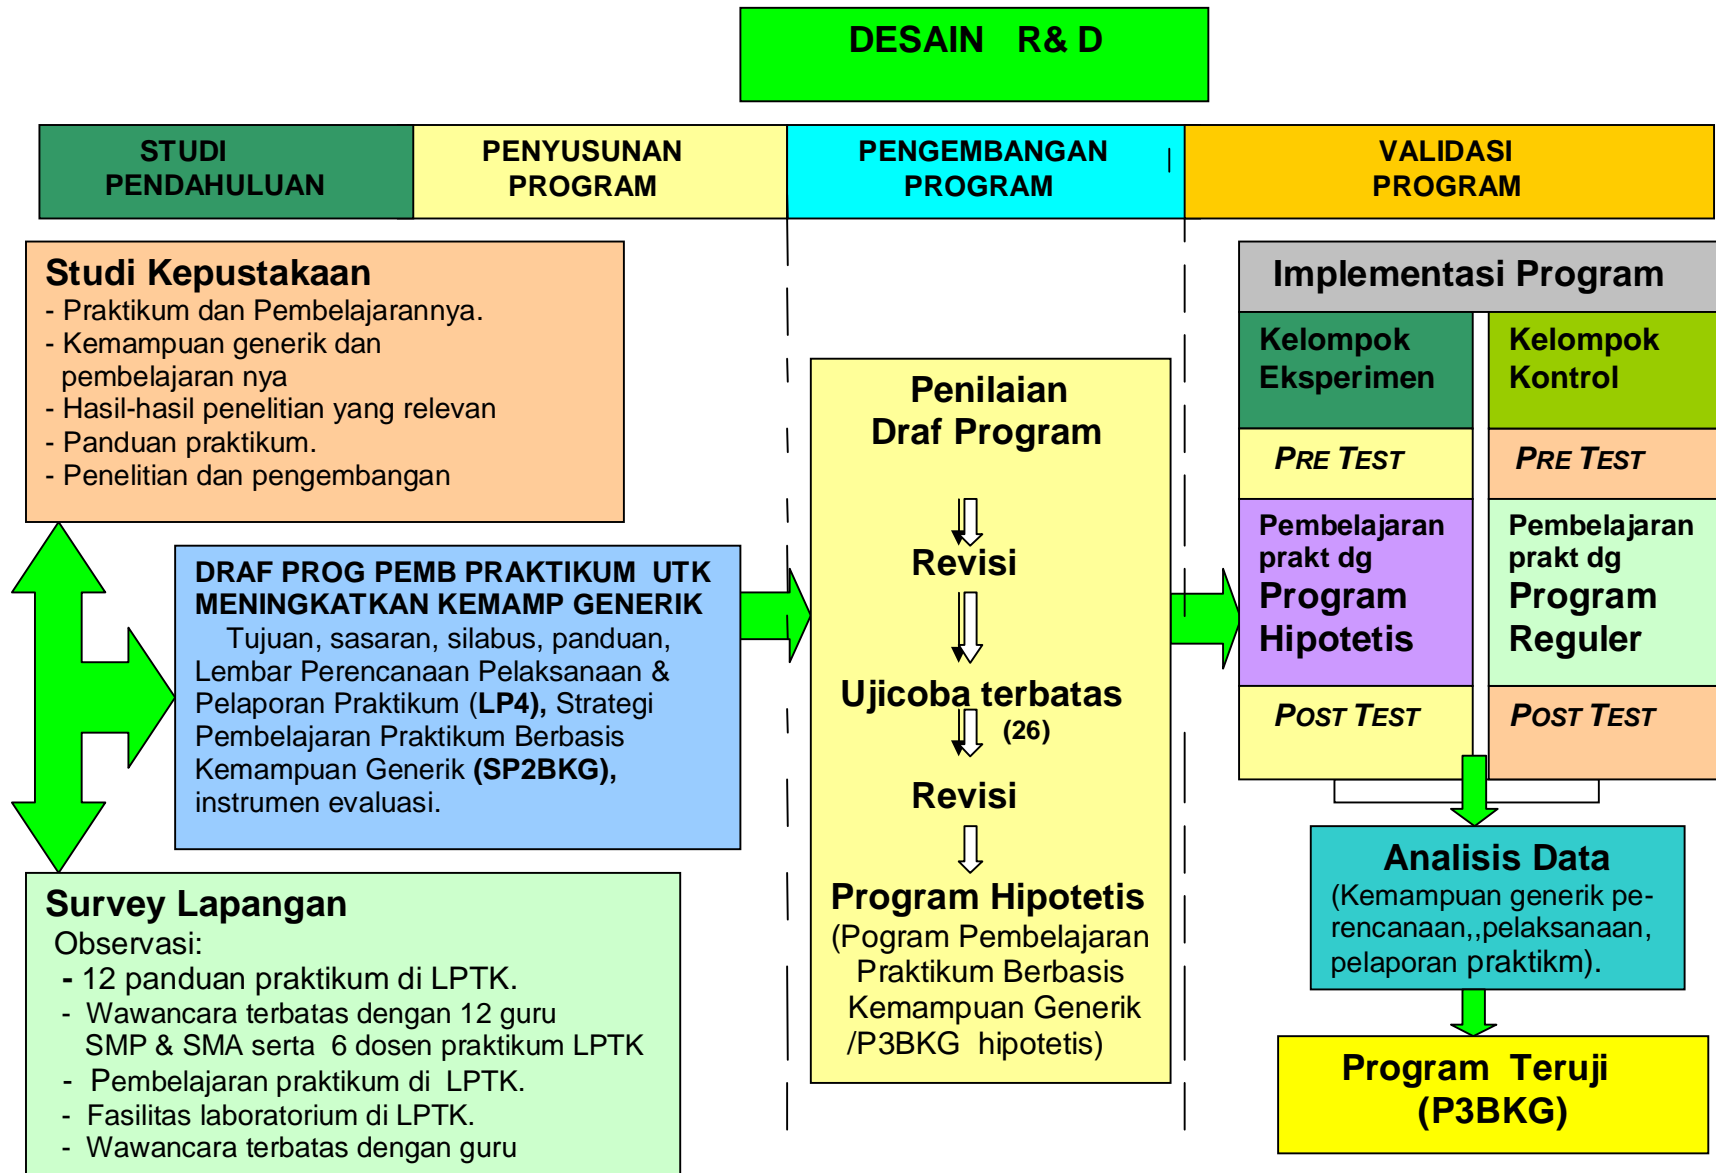 DESAIN R& D
STUDI
PENDAHULUAN
PENYUSUNAN
PROGRAM
PENGEMBANGAN
PROGRAM
VALIDASI
PROGRAM
Studi Kepustakaan
- Praktikum dan Pembelajarannya.
- Kemampuan generik dan
pembelajaran nya
- Hasil-hasil penelitian yang relevan
- Panduan praktikum.
- Penelitian dan pengembangan
DRAF PROG PEMB PRAKTIKUM UTK
MENINGKATKAN KEMAMP GENERIK
Tujuan, sasaran, silabus, panduan,
Lembar Perencanaan Pelaksanaan &
Pelaporan Praktikum (LP4), Strategi
Pembelajaran Praktikum Berbasis
Kemampuan Generik (SP2BKG),
instrumen evaluasi.
Survey Lapangan
Observasi:
- 12 panduan praktikum di LPTK.
- Wawancara terbatas dengan 12 guru
SMP & SMA serta 6 dosen praktikum LPTK
- Pembelajaran praktikum di LPTK.
- Fasilitas laboratorium di LPTK.
- Wawancara terbatas dengan guru
Penilaian
Draf Program
Revisi
Ujicoba terbatas
(26)
Revisi
Program Hipotetis
(Pogram Pembelajaran
Praktikum Berbasis
Kemampuan Generik
/P3BKG hipotetis)
Implementasi Program
Kelompok
Eksperimen
PRE TEST
Pembelajaran
prakt dg
Program
Hipotetis
POST TEST
Kelompok
Kontrol
PRE TEST
Pembelajaran
prakt dg
Program
Reguler
POST TEST
Analisis Data
(Kemampuan generik pe-
rencanaan,,pelaksanaan,
pelaporan praktikm).
Program Teruji
(P3BKG)